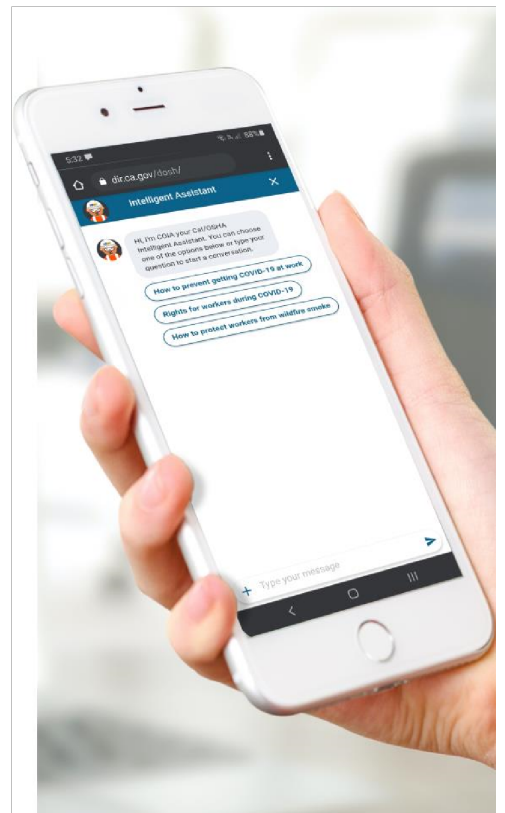 5:32 88%
dir.ca.gov/dosh/
Intelligent Assistant
Hi, I'm COIA your Cal/OSHA
Intelligent Assistant. You can choose
one of the options below or type your
question to start a conversation.
How to prevent getting COVID-19 at work
Rights for workers during COVID-19
How to protect workers from wildfire smoke
Type your message